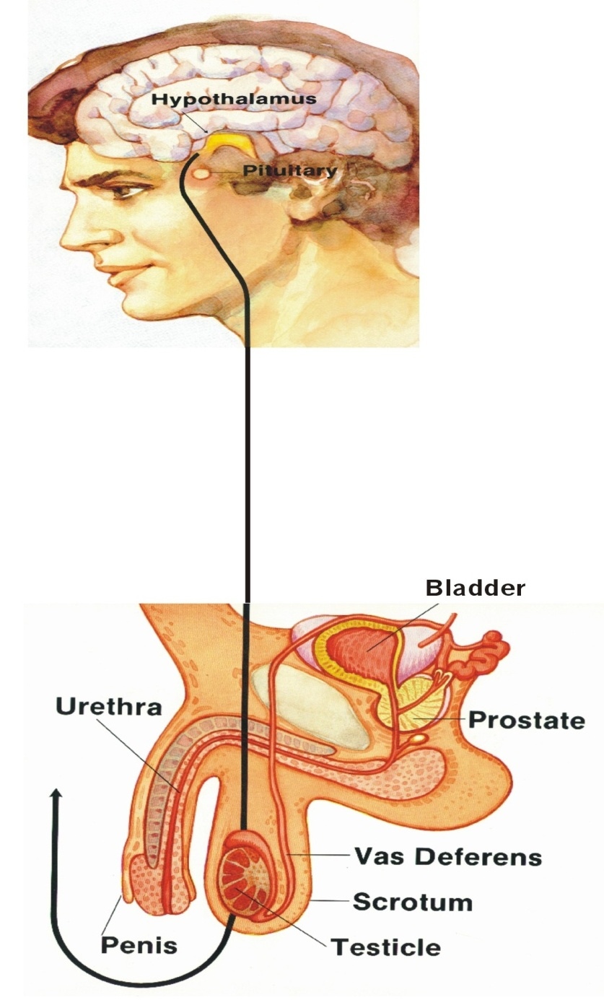 Hypothalamus
Pituitary
Bladder
Urethra
Prostate
Vas Deferens
Scrotum
Penis
Testicle